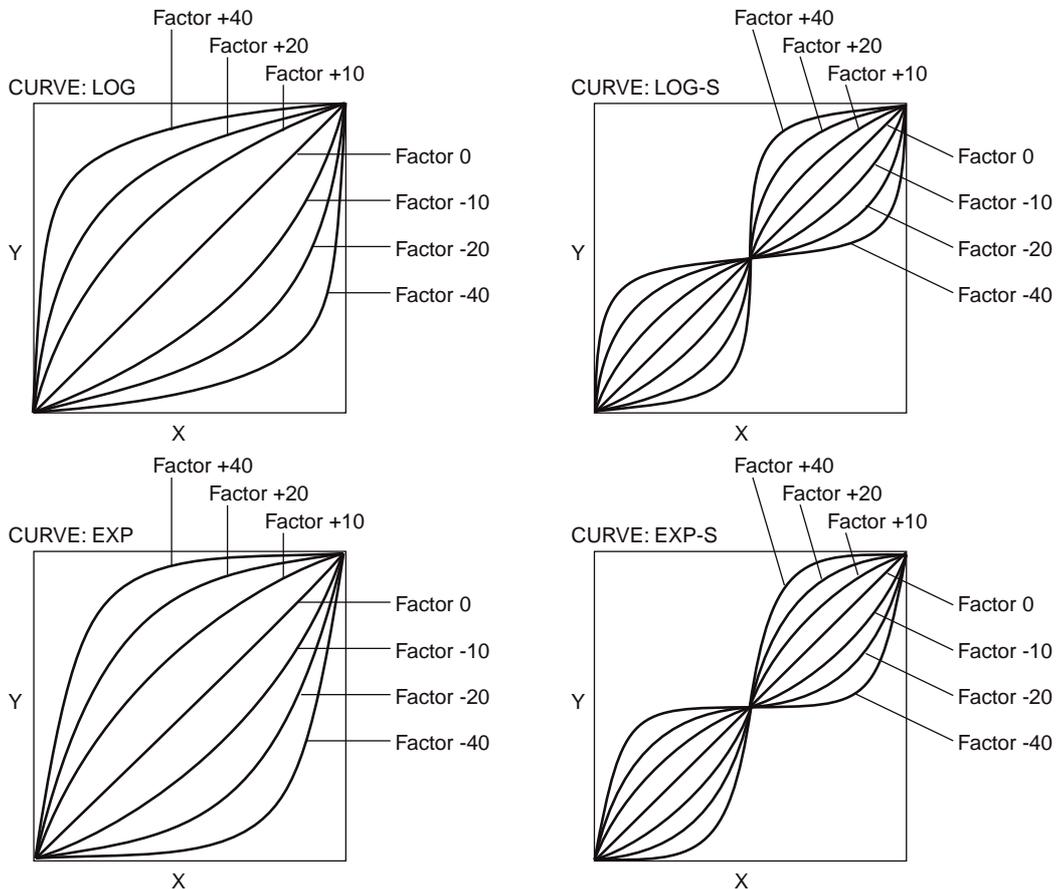 Factor +40
Factor +20
Factor +10
CURVE: LOG
Factor 0
Factor -10
Factor -20
Factor -40
Y
X
Factor +40
Factor +20
Factor +10
CURVE: LOG-S
Factor 0
Factor -10
Factor -20
Factor -40
Y
X
Factor +40
Factor +20
Factor +10
CURVE: EXP
Factor 0
Factor -10
Factor -20
Factor -40
Y
X
Factor +40
Factor +20
Factor +10
CURVE: EXP-S
Factor 0
Factor -10
Factor -20
Factor -40
Y
X